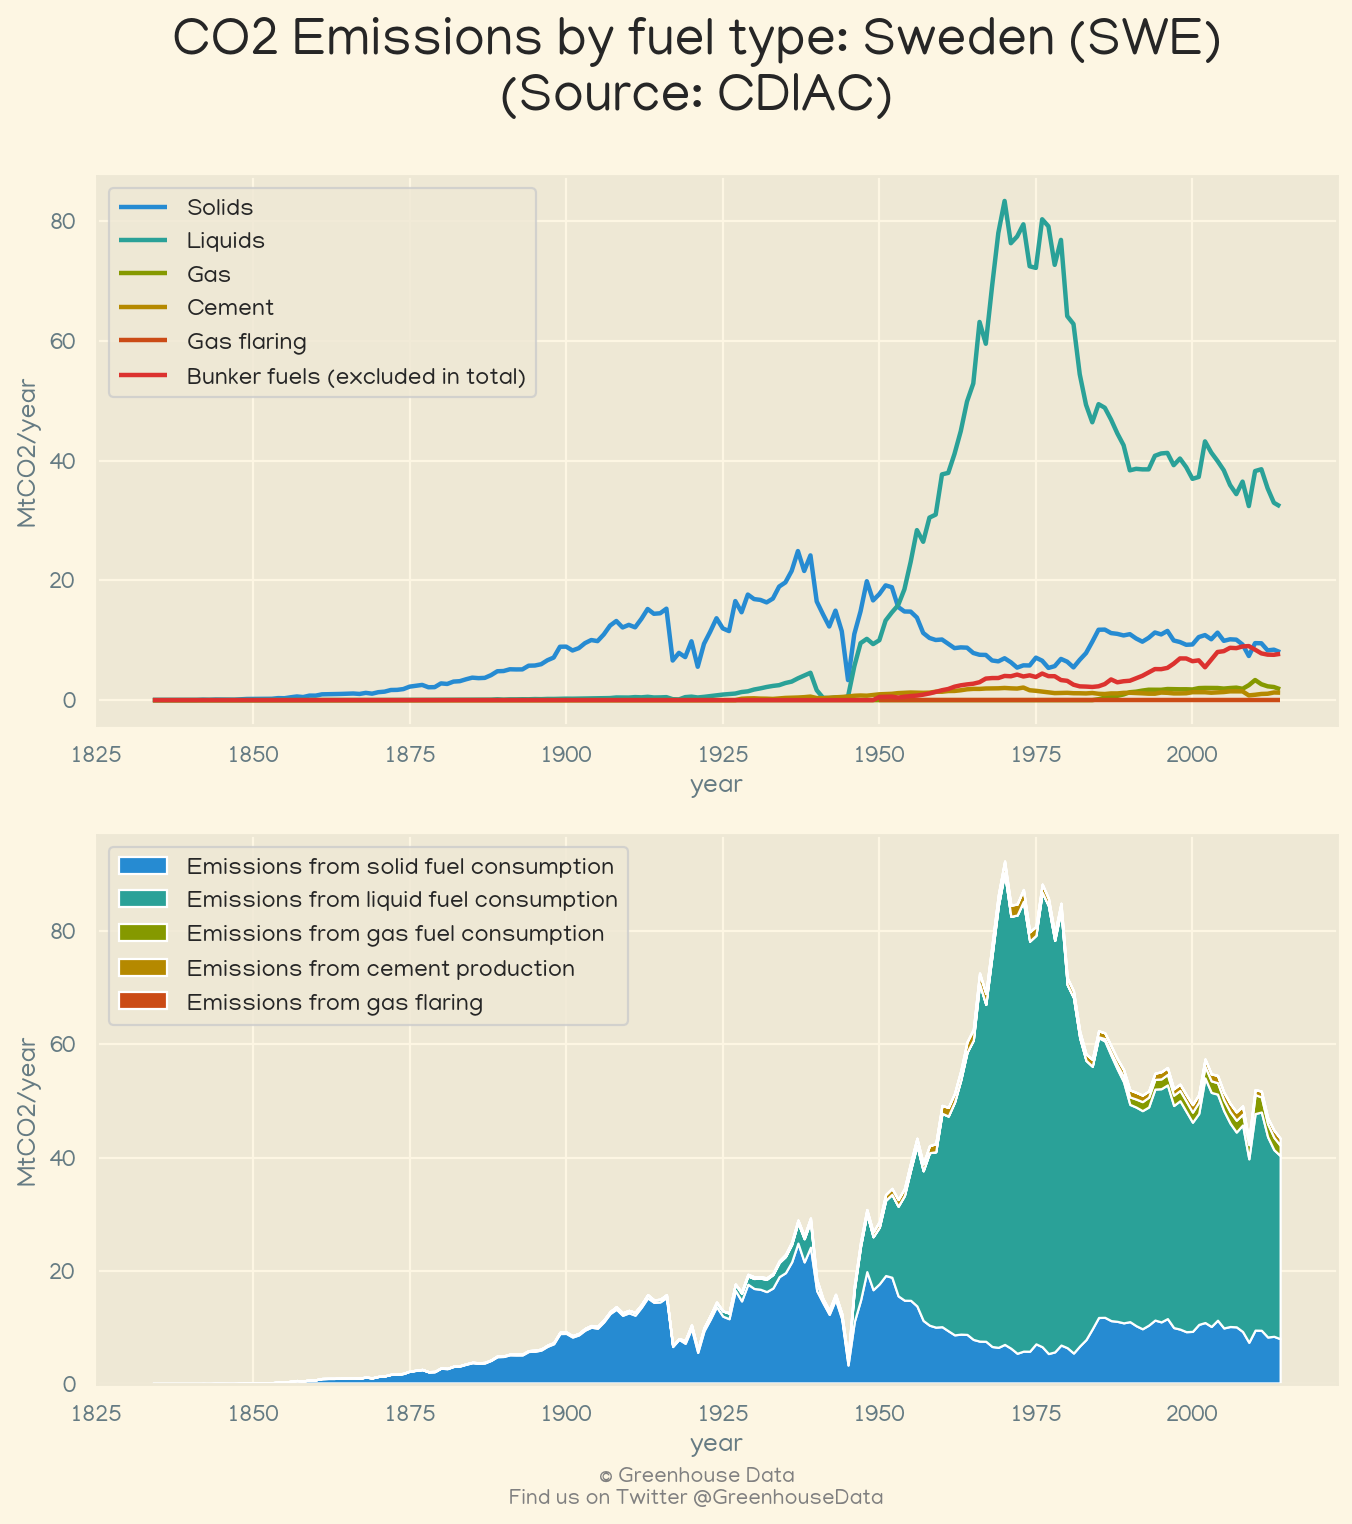 CO2 Emissions by fuel type: Sweden (SWE)
(Source: CDIAC)
Solids
Liquids
Gas
Cement
Gas flaring
Bunker fuels (excluded in total)
80
60
40
20
0
MtCO2/year
1825 1850 1875 1900 1925 1950 1975 2000
year
Emissions from solid fuel consumption
Emissions from liquid fuel consumption
Emissions from gas fuel consumption
Emissions from cement production
Emissions from gas flaring
80
60
40
20
0
MtCO2/year
1825 1850 1875 1900 1925 1950 1975 2000
year
© Greenhouse Data
Find us on Twitter @GreenhouseData